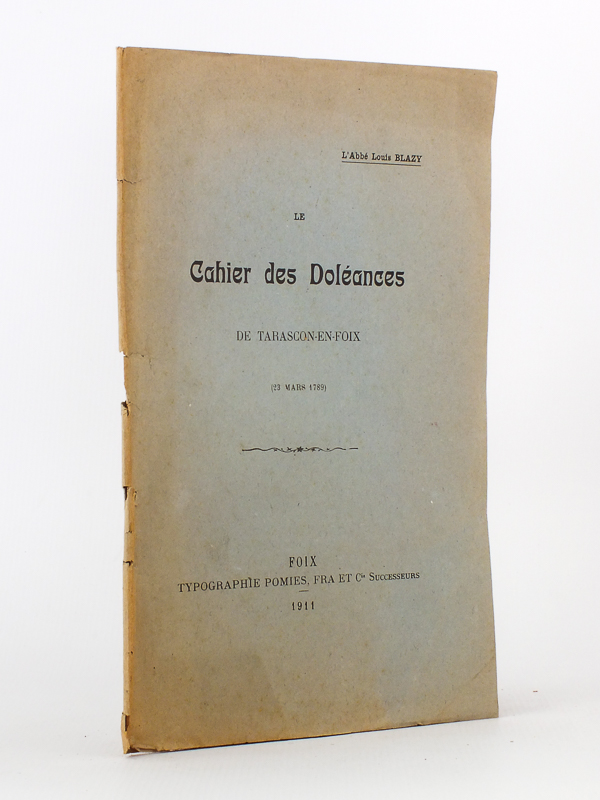 L'Abbé Louis BLAZY
LE
Cahier des Doléances
DE TARASCON-EN-FOIX
(23 MARS 1789)
FOIX
TYPOGRAPHIE POMIES, FRA ET Cie SUCCESSEURS
1911